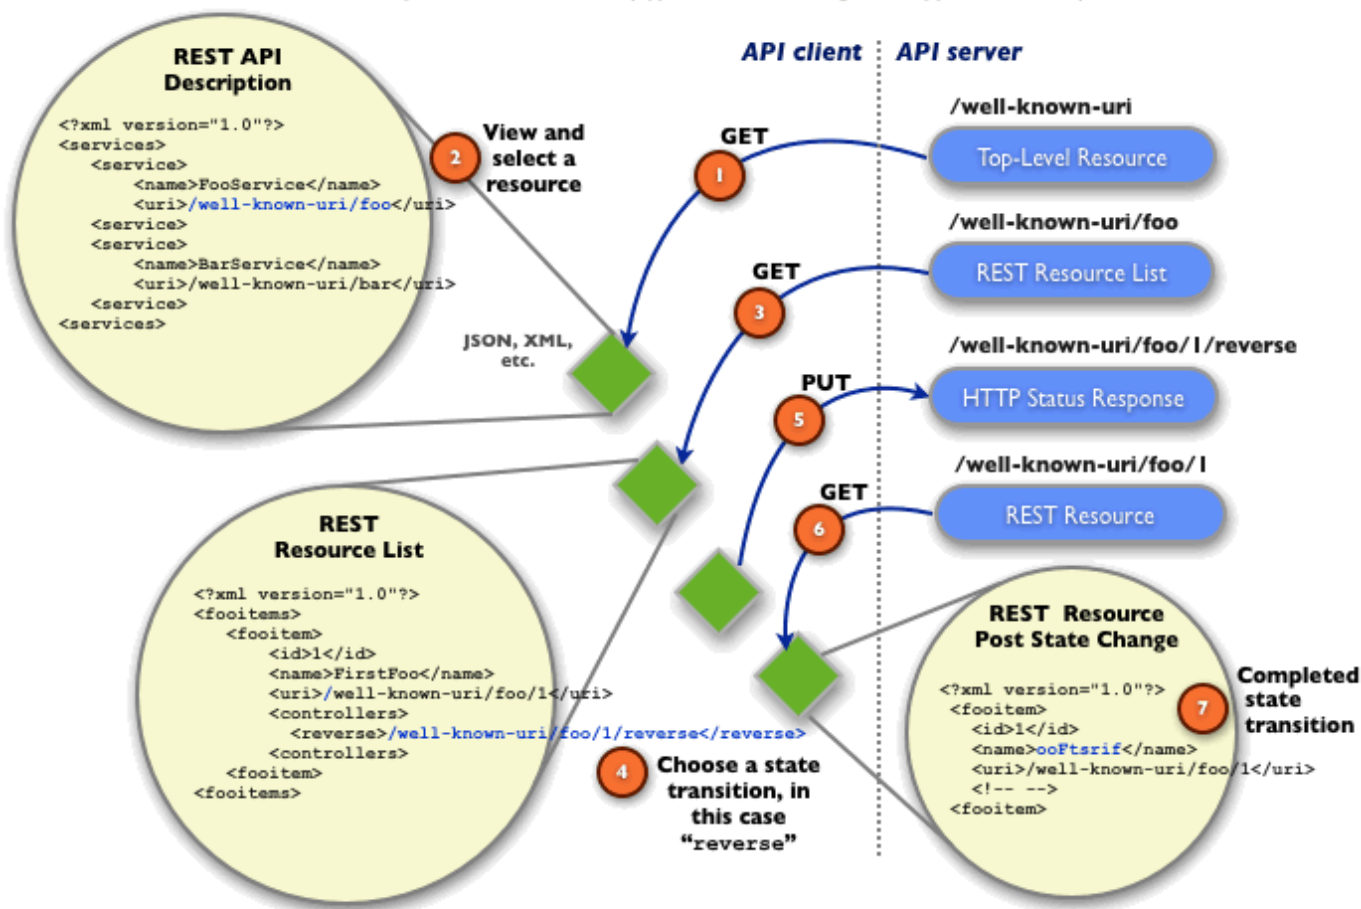 REST API
Description
<?xml version="1.0"?>
<services>
<service>
<name>FooService</name>
<uri>/well-known-uri/foo</uri>
<service>
<service>
<name>BarService</name>
<uri>/well-known-uri/bar</uri>
<service>
<services>
2
View and
select a
resource
JSON, XML,
etc.
API client
API server
GET
1
/well-known-uri
Top-Level Resource
GET
3
/well-known-uri/foo
REST Resource List
PUT
5
/well-known-uri/foo/1/reverse
HTTP Status Response
GET
6
/well-known-uri/foo/1
REST Resource
REST
Resource List
<?xml version="1.0"?>
<fooitems>
<fooitem>
<id>1</id>
<name>FirstFoo</name>
<uri>/well-known-uri/foo/1</uri>
<controllers>
<reverse>/well-known-uri/foo/1/reverse</reverse>
<controllers>
<fooitem>
<fooitems>
4
Choose a state
transition, in
this case
“reverse”
REST Resource
Post State Change
<?xml version="1.0"?>
<fooitem>
<id>1</id>
<name>ooFtsrif</name>
<uri>/well-known-uri/foo/1</uri>
<!-- -->
<fooitem>
7
Completed
state
transition